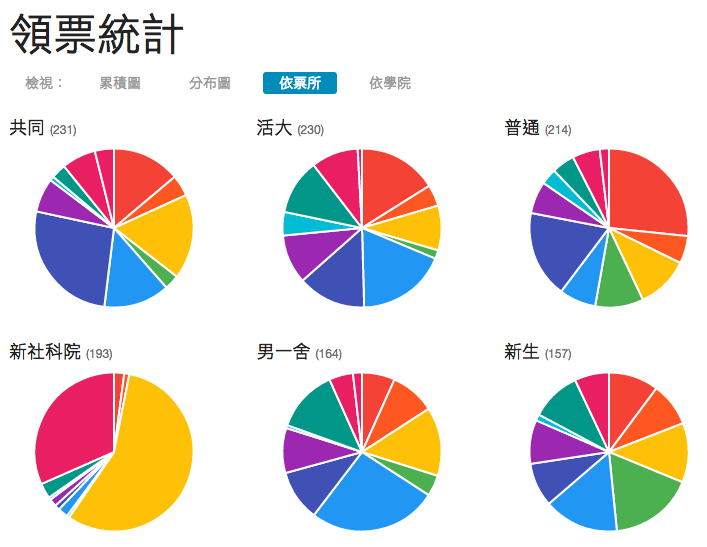 領票統計
檢視： 累積圖 分布圖 依票所 依學院
共同 (231) 活大 (230) 普通 (214)
新社科院 (193) 男一舍 (164) 新生 (157)